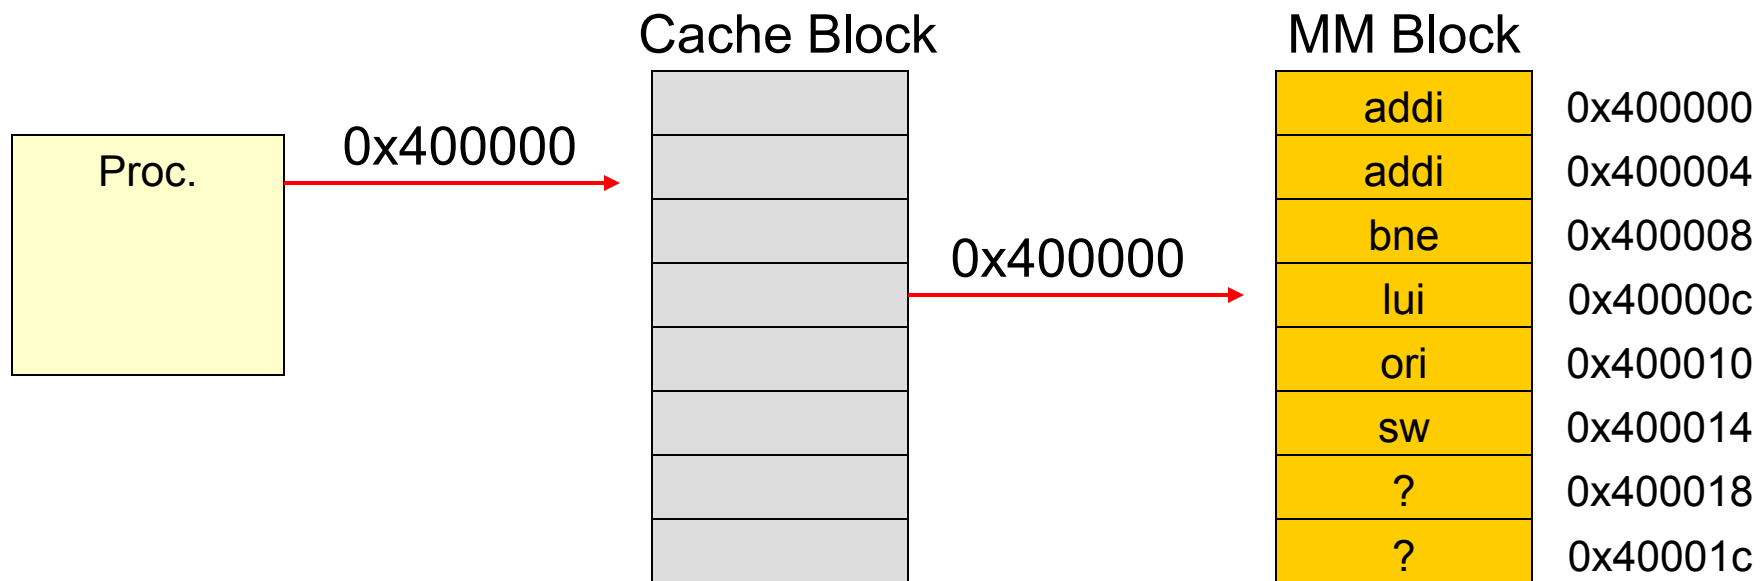 Cache Block MM Block
addi 0x400000
Proc. 0x400000 addi 0x400004
bne 0x400008
0x400000
lui 0x40000c
ori 0x400010
sw 0x400014
? 0x400018
? 0x40001c